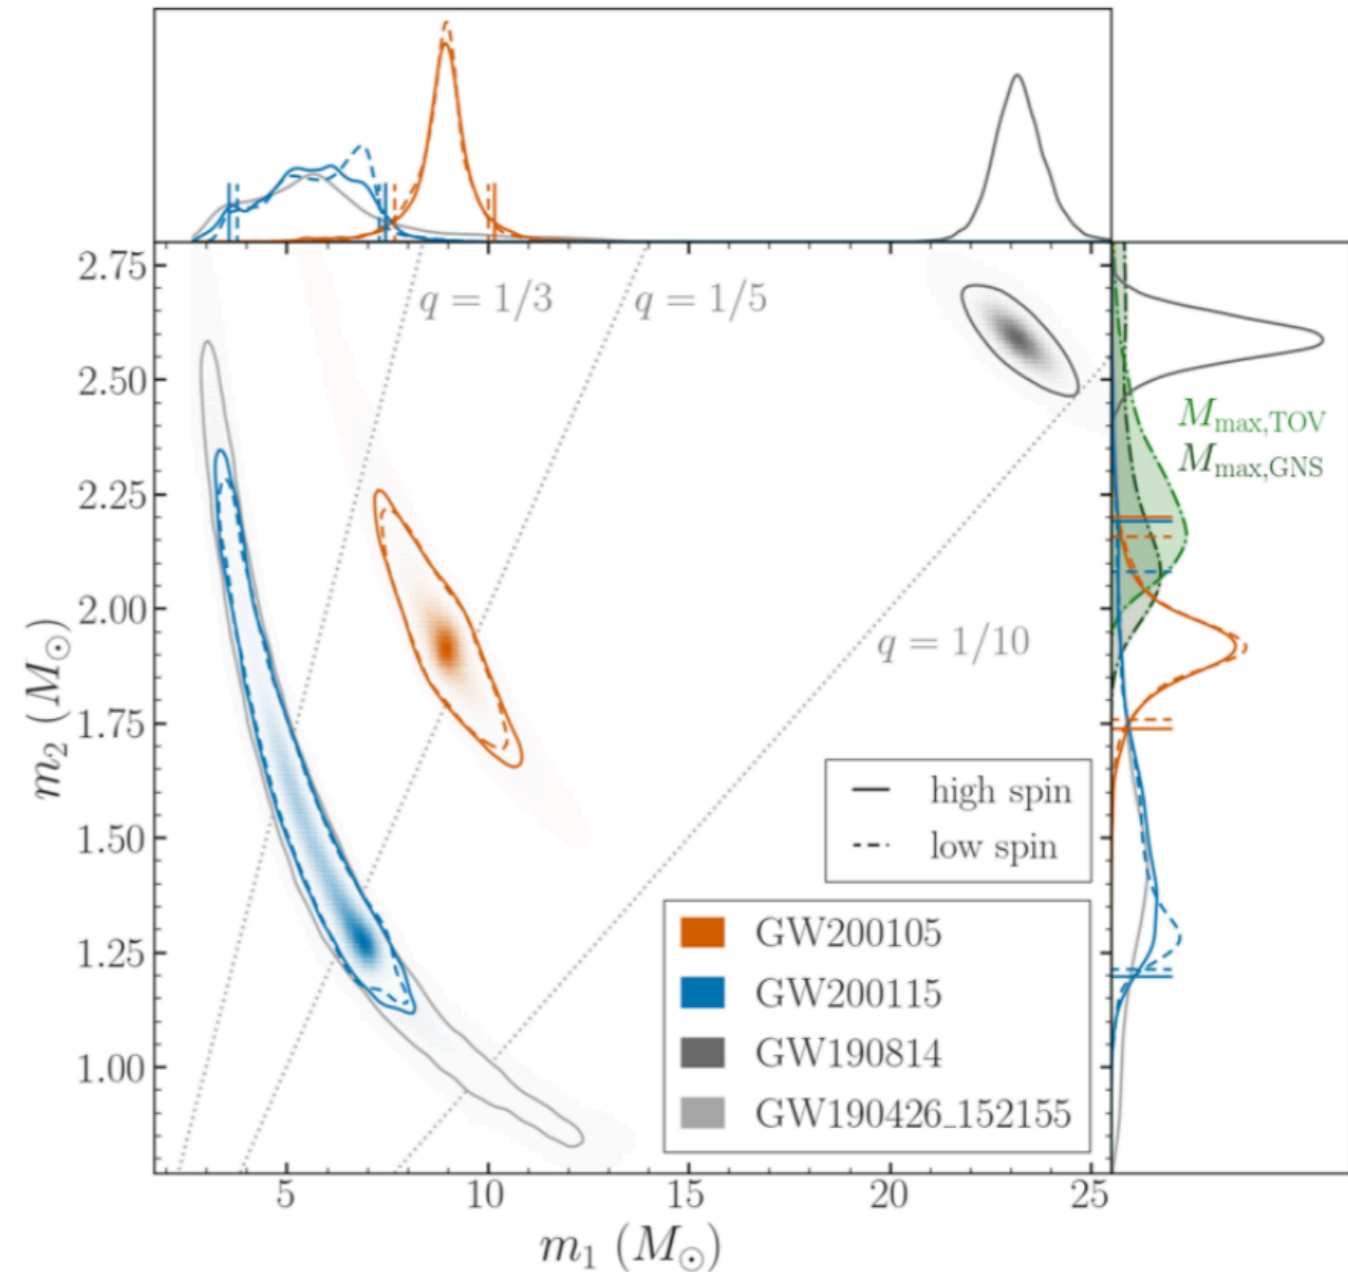 2.75
2.50
2.25
2.00
1.75
1.50
1.25
1.00
m₂ (M☉)
q = 1/3
q = 1/5
q = 1/10
M_max,TOV
M_max,GNS
high spin
low spin
GW200105
GW200115
GW190814
GW190426_152155
5 10 15 20 25
m₁ (M☉)